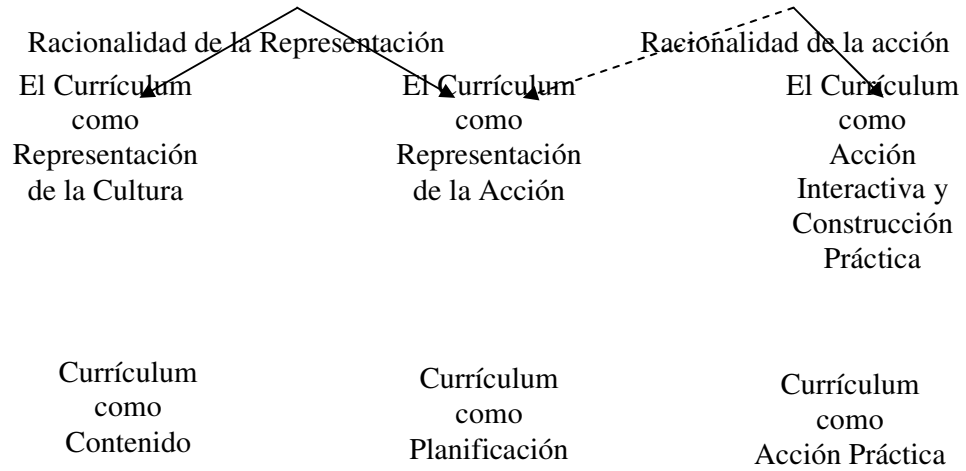 Racionalidad de la Representación
Racionalidad de la acción
El Currículum
como
Representación
de la Cultura
El Currículum
como
Representación
de la Acción
El Currículum
como
Acción
Interactiva y
Construcción
Práctica
Currículum
como
Contenido
Currículum
como
Planificación
Currículum
como
Acción Práctica